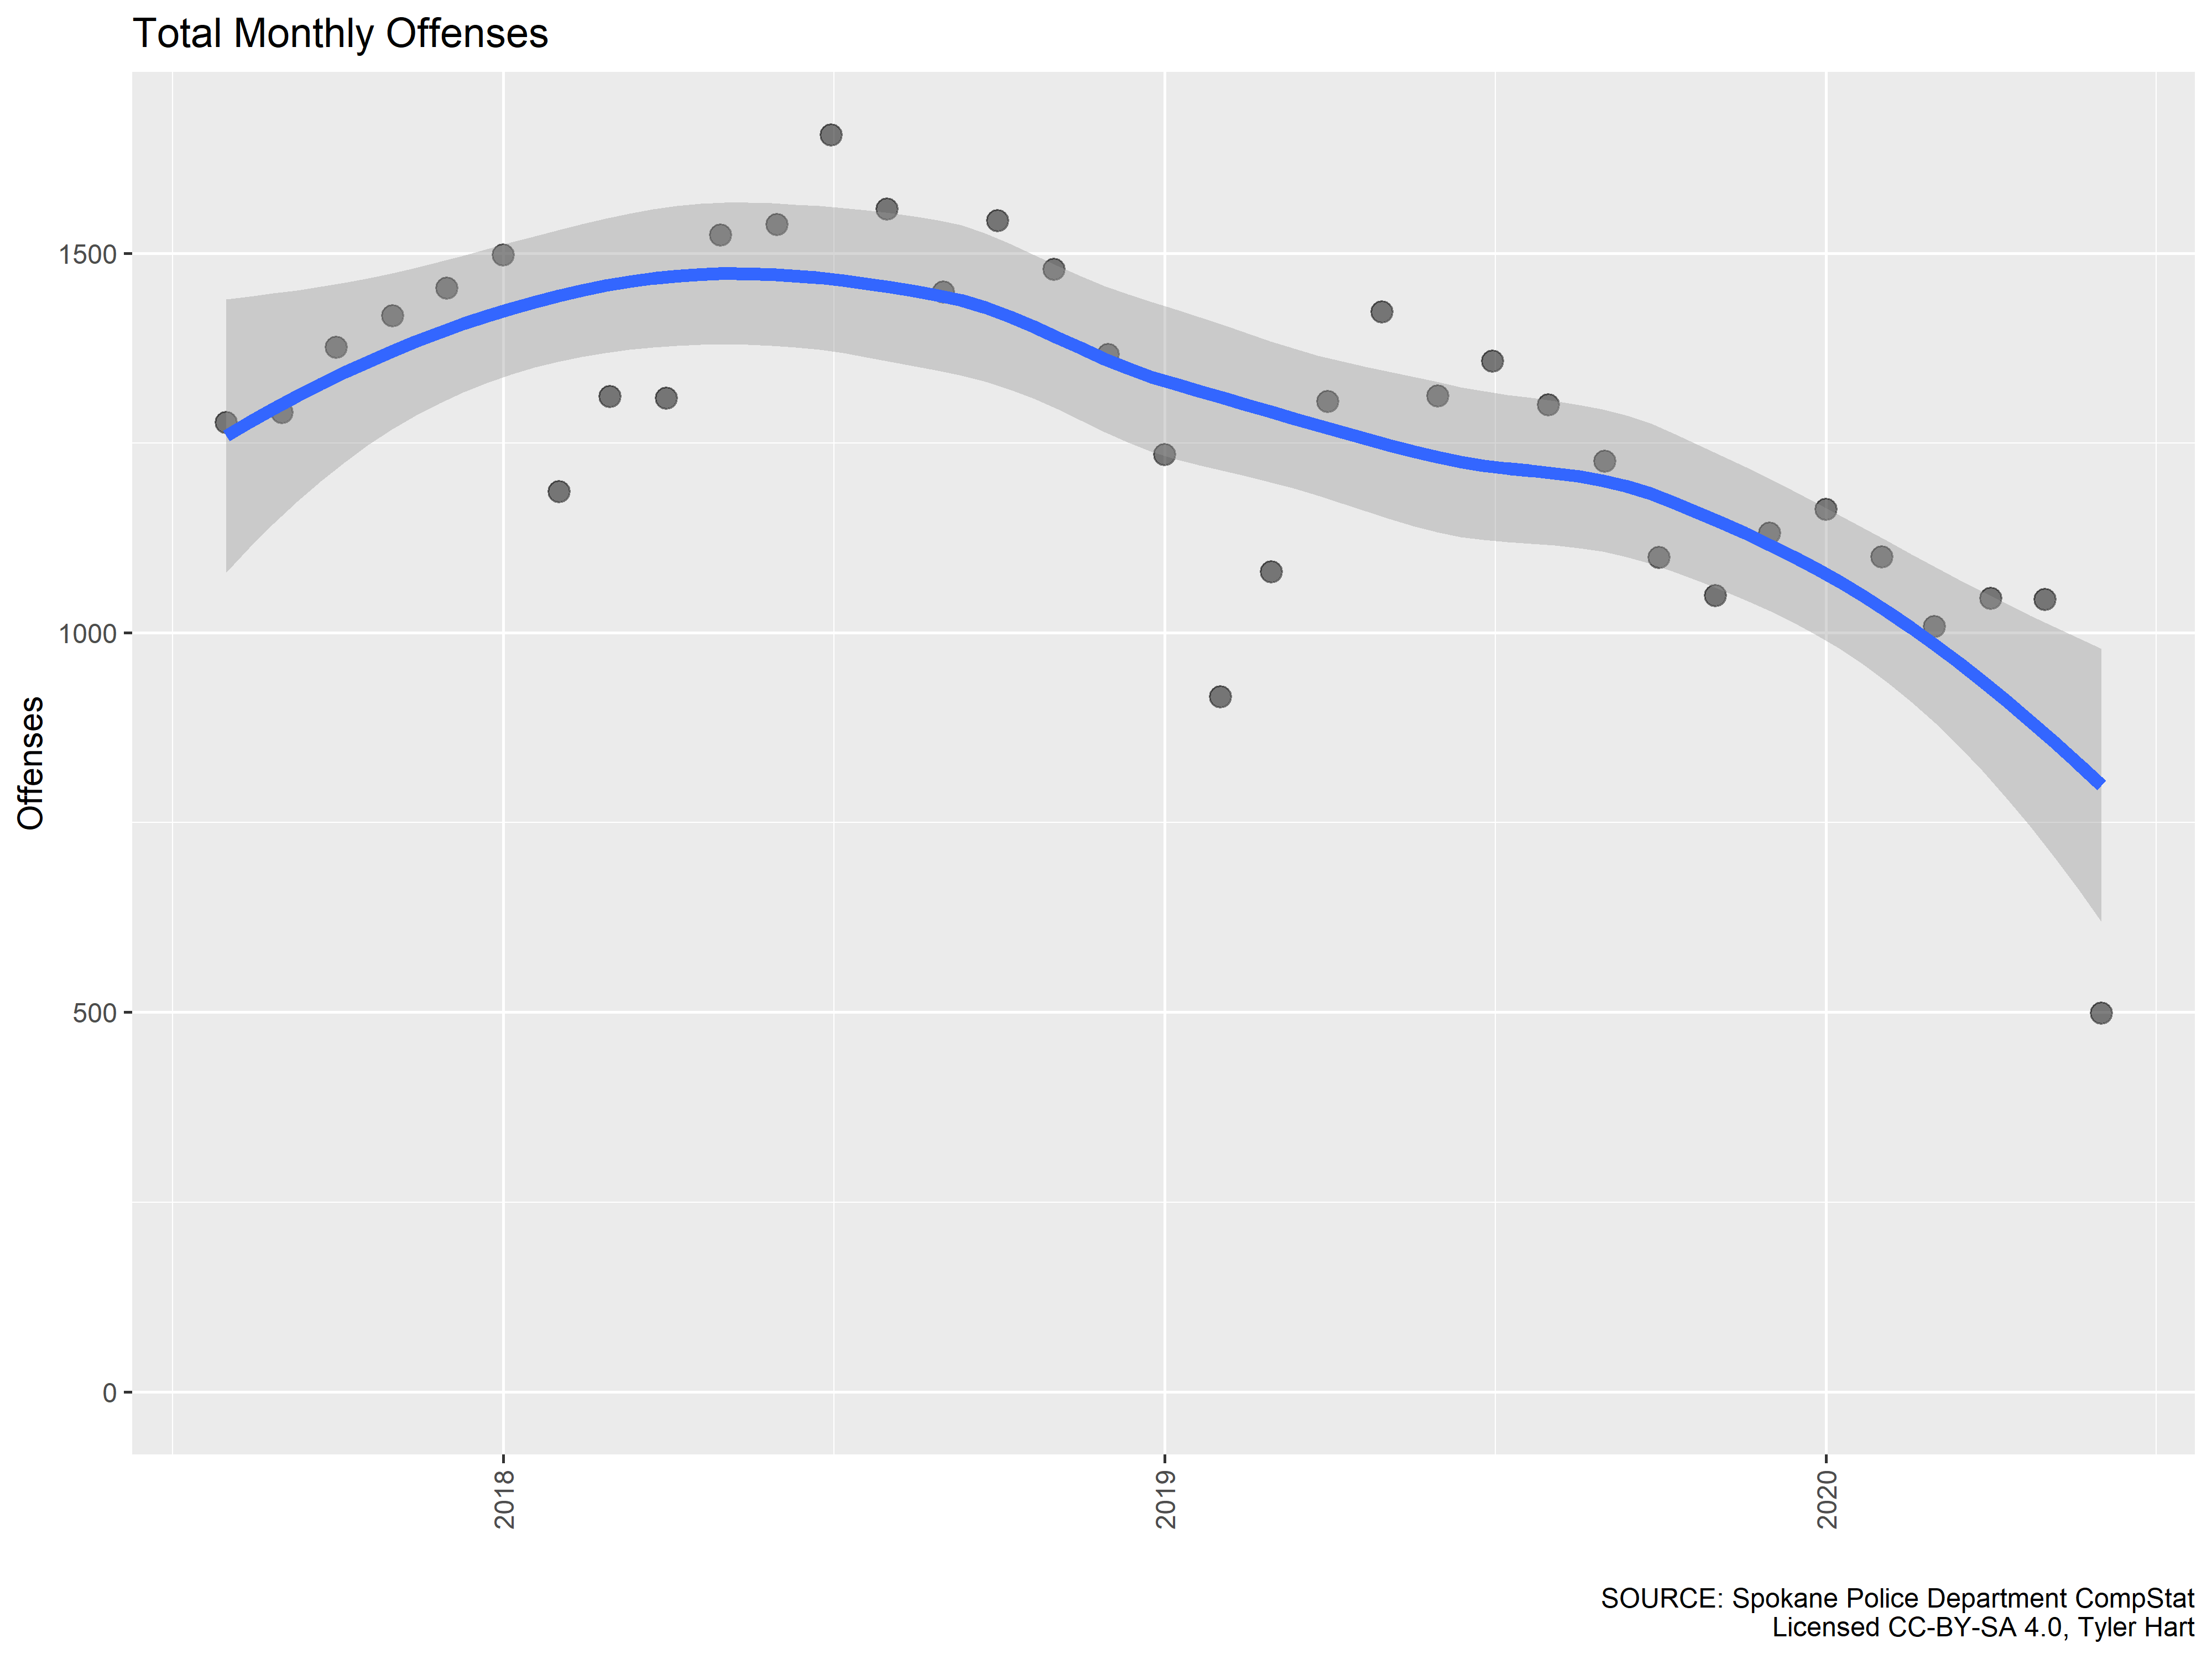 Total Monthly Offenses
Offenses
1500
1000
500
0
2018
2019
2020
SOURCE: Spokane Police Department CompStat
Licensed CC-BY-SA 4.0, Tyler Hart